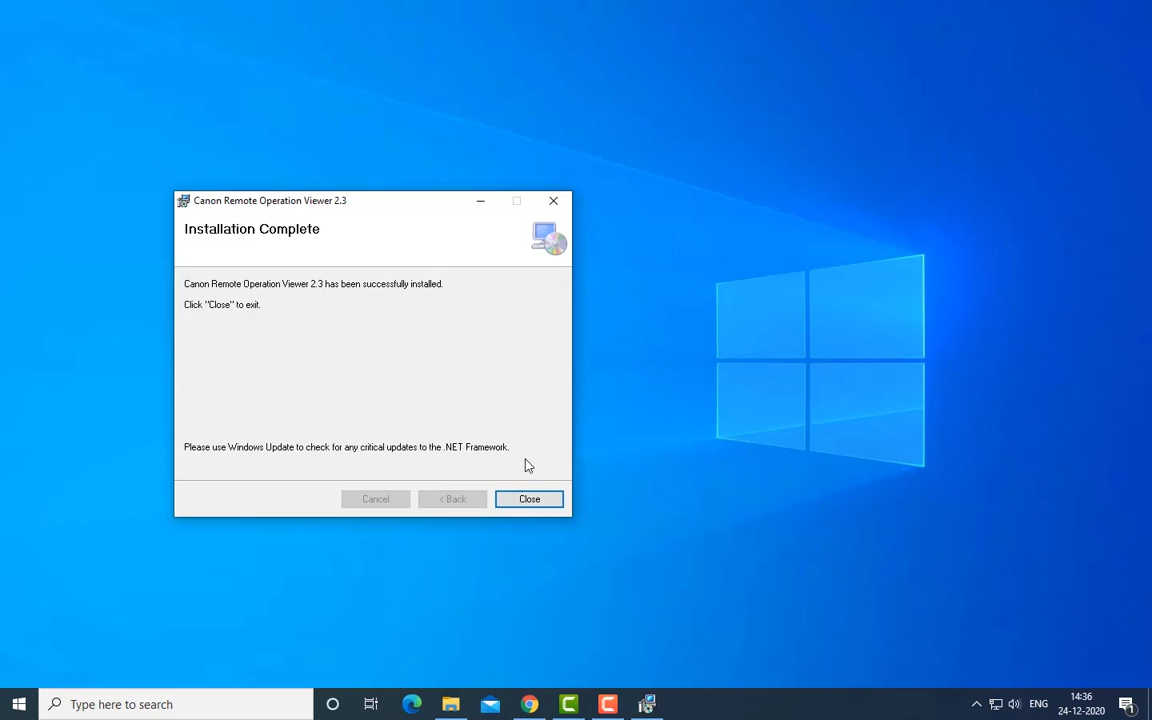 Canon Remote Operation Viewer 2.3
Installation Complete
Canon Remote Operation Viewer 2.3 has been successfully installed.
Click "Close" to exit.
Please use Windows Update to check for any critical updates to the .NET Framework.
Cancel
< Back
Close
Type here to search
ENG
14:36
24-12-2020
1